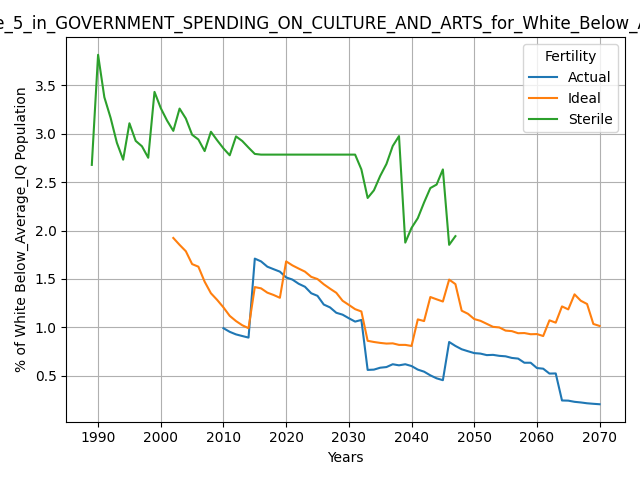 e_5_in_GOVERNMENT_SPENDING_ON_CULTURE_AND_ARTS_for_White_Below_
Fertility
Actual
Ideal
Sterile
% of White Below_Average_IQ Population
3.5
3.0
2.5
2.0
1.5
1.0
0.5
1990 2000 2010 2020 2030 2040 2050 2060 2070
Years